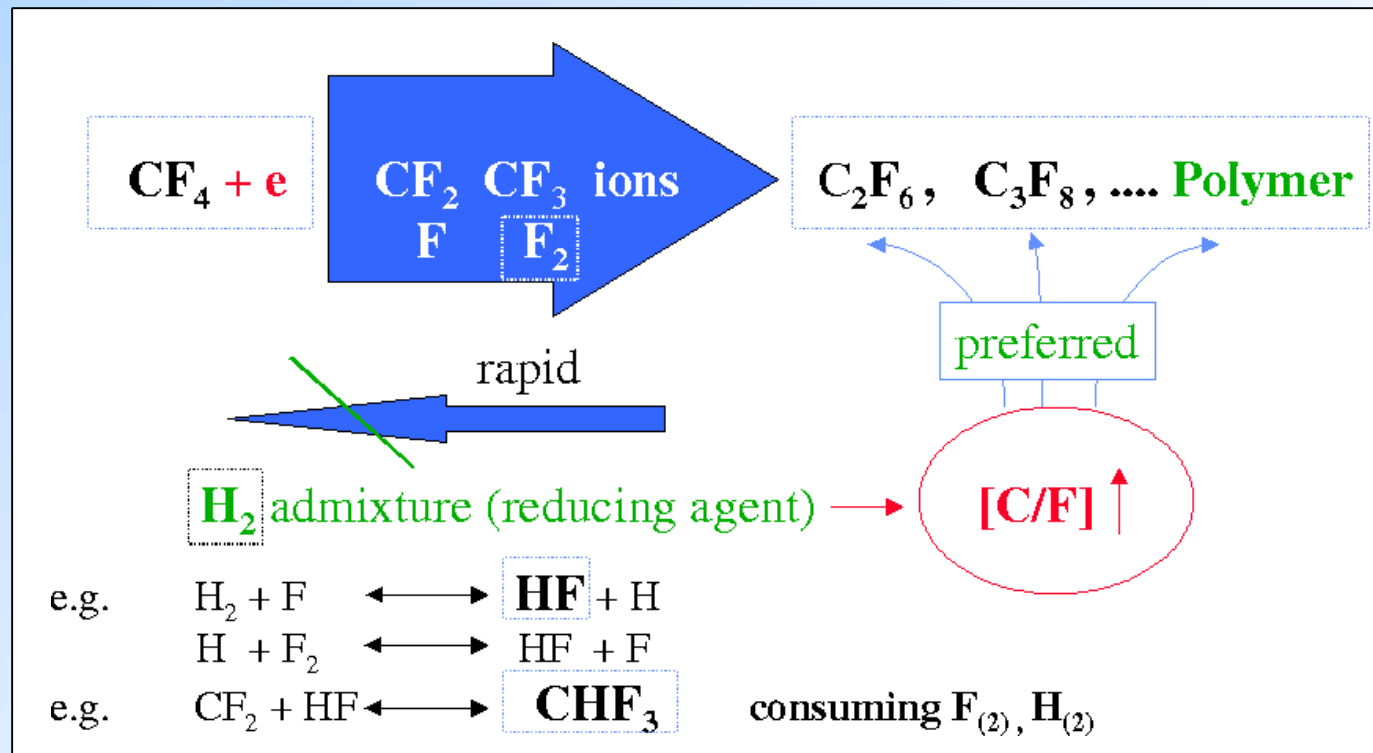 CF₄ + e
CF₂ CF₃ ions
F F₂
C₂F₆, C₃F₈, .... Polymer
preferred
rapid
H₂ admixture (reducing agent)
[C/F]
e.g. H₂ + F HF + H
H + F₂ HF + F
e.g. CF₂ + HF CHF₃ consuming F₍₂₎, H₍₂₎